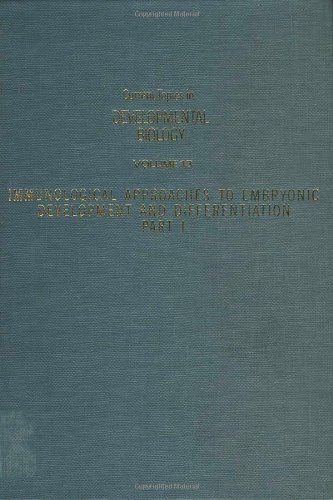 Current Topics in
DEVELOPMENTAL
BIOLOGY
VOLUME 13
IMMUNOLOGICAL APPROACHES TO EMBRYONIC
DEVELOPMENT AND DIFFERENTIATION
PART I